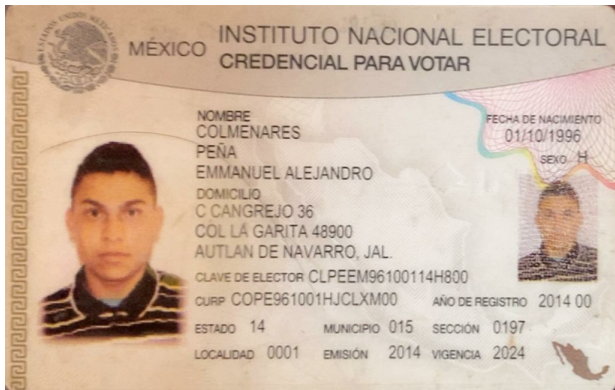 MÉXICO INSTITUTO NACIONAL ELECTORAL
CREDENCIAL PARA VOTAR
NOMBRE
COLMENARES
PEÑA
EMMANUEL ALEJANDRO
FECHA DE NACIMIENTO
01/10/1996
SEXO H
DOMICILIO
C CANGREJO 36
COL LA GARITA 48900
AUTLAN DE NAVARRO, JAL.
CLAVE DE ELECTOR CLPEEM96100114H800
CURP COPE961001HJCLXM00 AÑO DE REGISTRO 2014 00
ESTADO 14 MUNICIPIO 015 SECCIÓN 0197
LOCALIDAD 0001 EMISIÓN 2014 VIGENCIA 2024